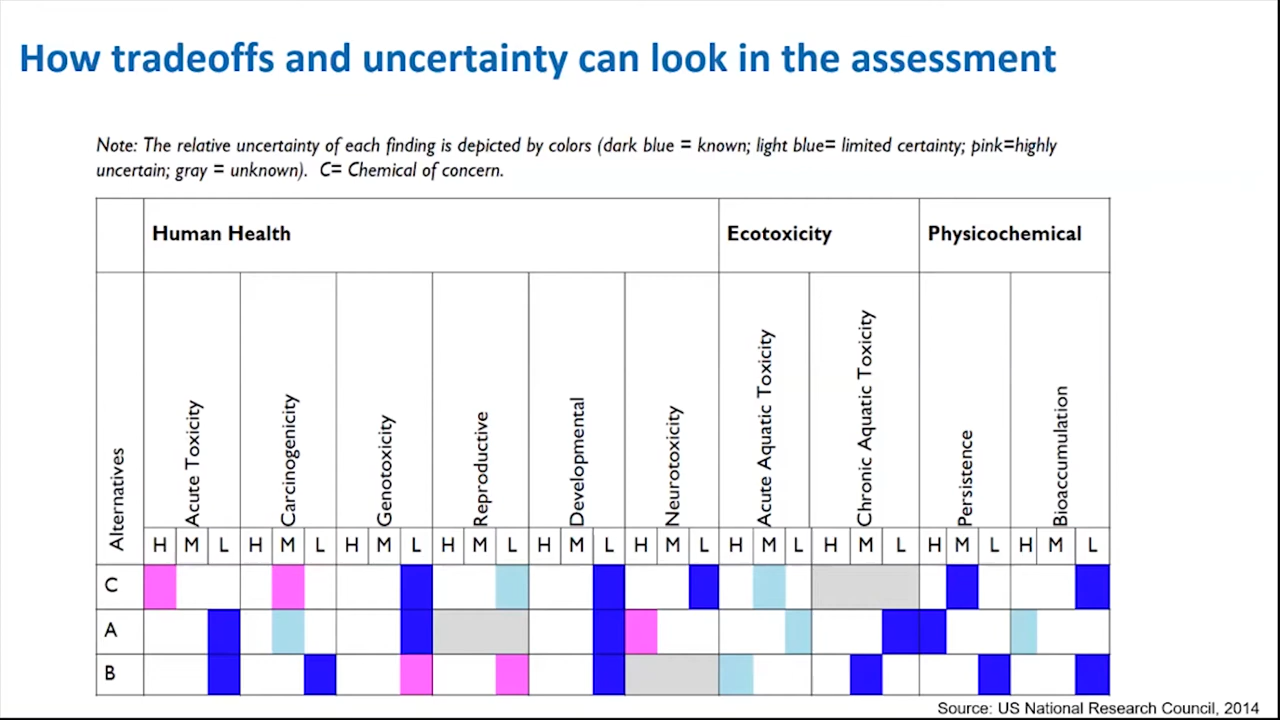 How tradeoffs and uncertainty can look in the assessment
Note: The relative uncertainty of each finding is depicted by colors (dark blue = known; light blue= limited certainty; pink=highly
uncertain; gray = unknown).  C= Chemical of concern.
Human Health Ecotoxicity Physicochemical
Alternatives Acute Toxicity Carcinogenicity Genotoxicity Reproductive Developmental Neurotoxicity Acute Aquatic Toxicity Chronic Aquatic Toxicity Persistence Bioaccumulation
H M L H M L H M L H M L H M L H M L H M L H M L H M L H M L
C
A
B
Source: US National Research Council, 2014